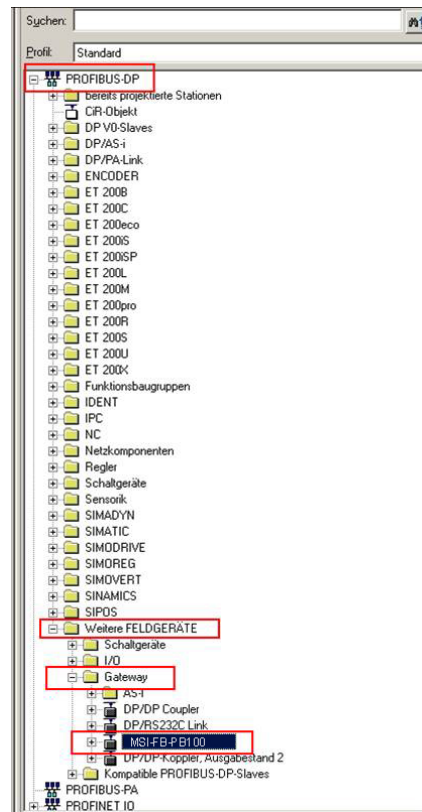 Suchen:
Profil: Standard
PROFIBUS-DP
bereits projektierte Stationen
CiR-Objekt
DP V0-Slaves
DP/AS-i
DP/PA-Link
ENCODER
ET 200B
ET 200C
ET 200eco
ET 200iS
ET 200iSP
ET 200L
ET 200M
ET 200pro
ET 200R
ET 200S
ET 200U
ET 200X
Funktionsbaugruppen
IDENT
IPC
NC
Netzkomponenten
Regler
Schaltgeräte
Sensorik
SIMADYN
SIMATIC
SIMODRIVE
SIMOREG
SIMOVERT
SINAMICS
SIPOS
Weitere FELDGERÄTE
Schaltgeräte
I/O
Gateway
AS-I
DP/DP Coupler
DP/RS232C Link
MSI-FB-PB100
DP/DP-Koppler, Ausgabestand 2
Kompatible PROFIBUS-DP-Slaves
PROFIBUS-PA
PROFINET IO